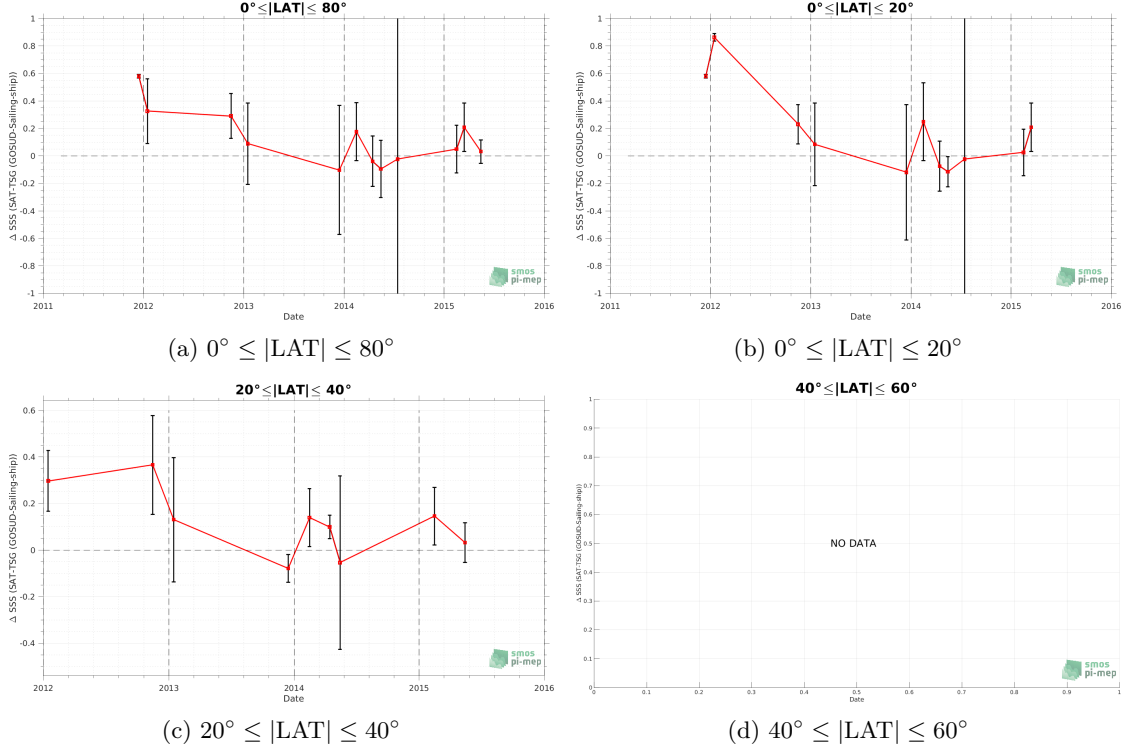 0°≤|LAT|≤ 80°
Δ SSS (SAT-TSG (GOSUD-Sailing-ship))
1
0.8
0.6
0.4
0.2
0
-0.2
-0.4
-0.6
-0.8
-1
2011 2012 2013 2014 2015 2016
Date
smos
pi-mep
(a) 0° ≤ |LAT| ≤ 80°
0°≤|LAT|≤ 20°
Δ SSS (SAT-TSG (GOSUD-Sailing-ship))
1
0.8
0.6
0.4
0.2
0
-0.2
-0.4
-0.6
-0.8
-1
2011 2012 2013 2014 2015 2016
Date
smos
pi-mep
(b) 0° ≤ |LAT| ≤ 20°
20°≤|LAT|≤ 40°
Δ SSS (SAT-TSG (GOSUD-Sailing-ship))
0.6
0.4
0.2
0
-0.2
-0.4
2012 2013 2014 2015 2016
Date
smos
pi-mep
(c) 20° ≤ |LAT| ≤ 40°
40°≤|LAT|≤ 60°
Δ SSS (SAT-TSG (GOSUD-Sailing-ship))
1
0.9
0.8
0.7
0.6
0.5
0.4
0.3
0.2
0.1
0
NO DATA
0 0.1 0.2 0.3 0.4 0.5 0.6 0.7 0.8 0.9 1
Date
smos
pi-mep
(d) 40° ≤ |LAT| ≤ 60°